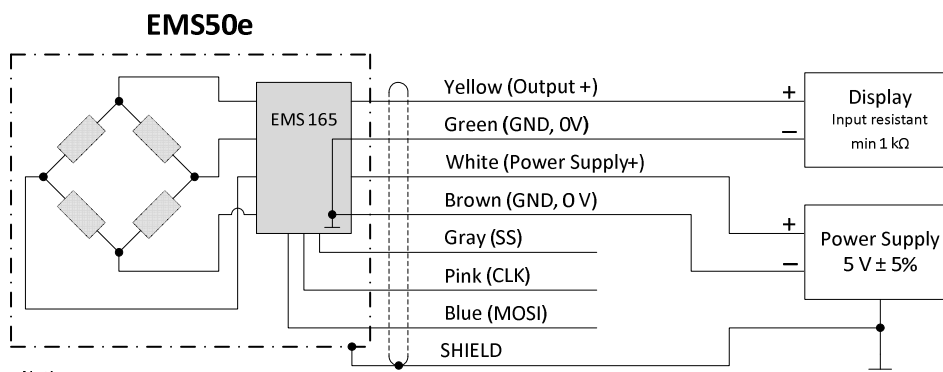 EMS50e
EMS 165
Yellow (Output +)
Green (GND, 0V)
White (Power Supply+)
Brown (GND, 0 V)
Gray (SS)
Pink (CLK)
Blue (MOSI)
SHIELD
+
Display
Input resistant
min 1 kΩ
–
+
Power Supply
5 V ± 5%
–